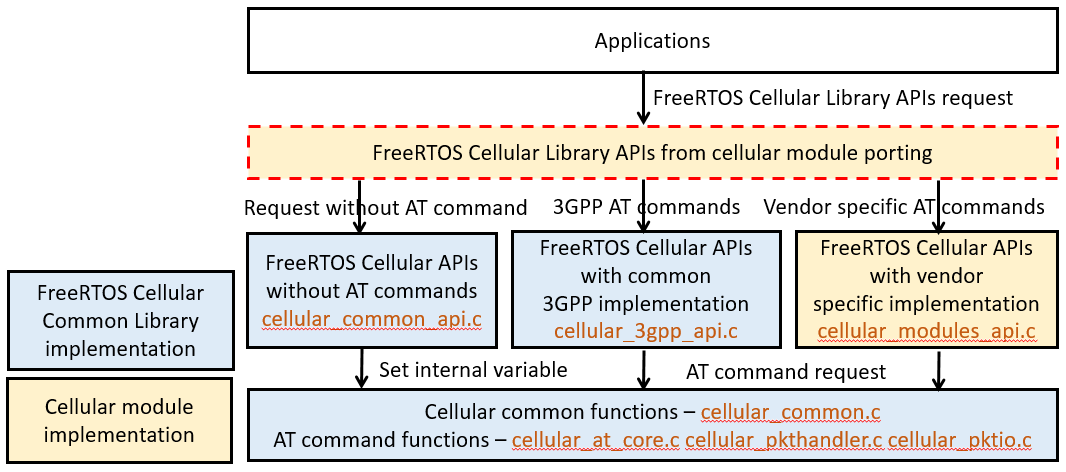 Applications
FreeRTOS Cellular Library APIs request
FreeRTOS Cellular Library APIs from cellular module porting
Request without AT command
3GPP AT commands
Vendor specific AT commands
FreeRTOS Cellular APIs
without AT commands
cellular_common_api.c
FreeRTOS Cellular APIs
with common
3GPP implementation
cellular_3gpp_api.c
FreeRTOS Cellular APIs
with vendor
specific implementation
cellular_modules_api.c
FreeRTOS Cellular
Common Library
implementation
Set internal variable
AT command request
Cellular module
implementation
Cellular common functions – cellular_common.c
AT command functions – cellular_at_core.c cellular_pkthandler.c cellular_pktio.c